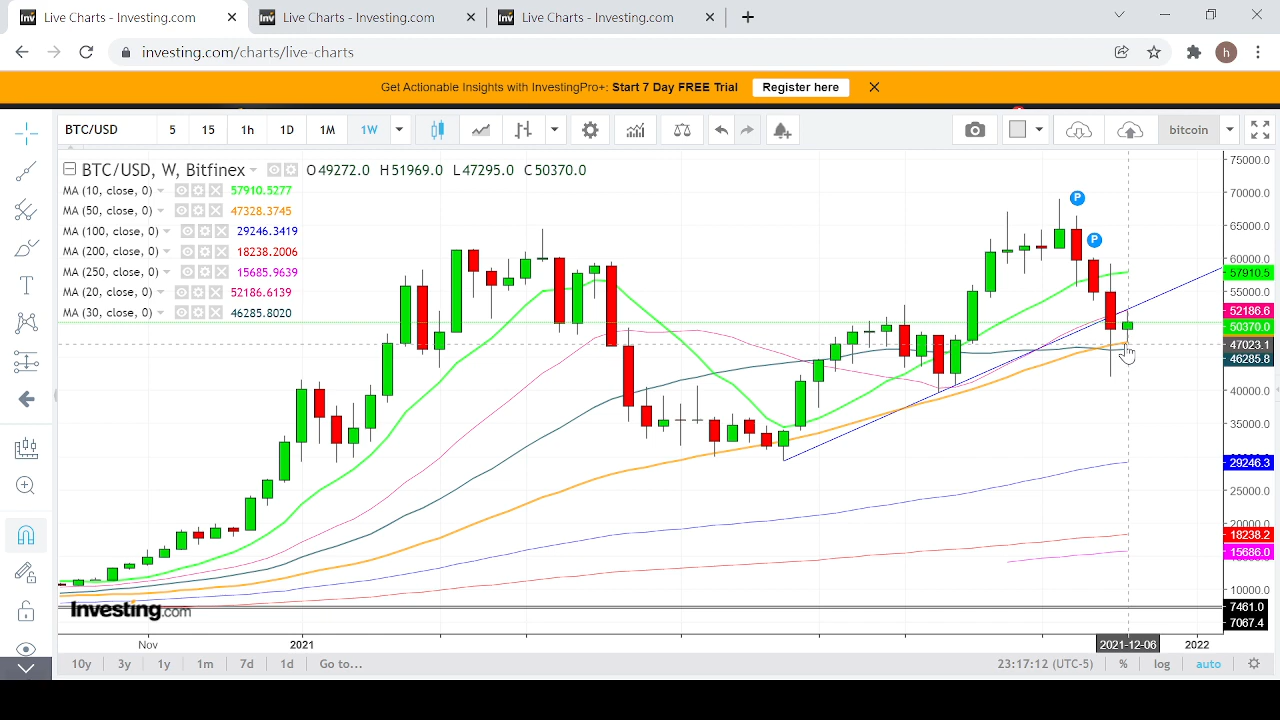 Live Charts - Investing.com Live Charts - Investing.com Live Charts - Investing.com
investing.com/charts/live-charts h
Get Actionable Insights with InvestingPro+: Start 7 Day FREE Trial Register here
BTC/USD 5 15 1h 1D 1M 1W bitcoin
BTC/USD, W, Bitfinex O49272.0 H51969.0 L47295.0 C50370.0
MA (10, close, 0) 57910.5277
MA (50, close, 0) 47328.3745
MA (100, close, 0) 29246.3419
MA (200, close, 0) 18238.2006
MA (250, close, 0) 15685.9639
MA (20, close, 0) 52186.6139
MA (30, close, 0) 46285.8020
P
P
75000.0
70000.0
65000.0
60000.0
57910.5
55000.0
52186.6
50370.0
47023.1
46285.8
40000.0
35000.0
29246.3
25000.0
20000.0
18238.2
15686.0
10000.0
7461.0
7067.4
Investing.com
Nov 2021 2021-12-06 2022
10y 3y 1y 1m 7d 1d Go to... 23:17:12 (UTC-5) % log auto